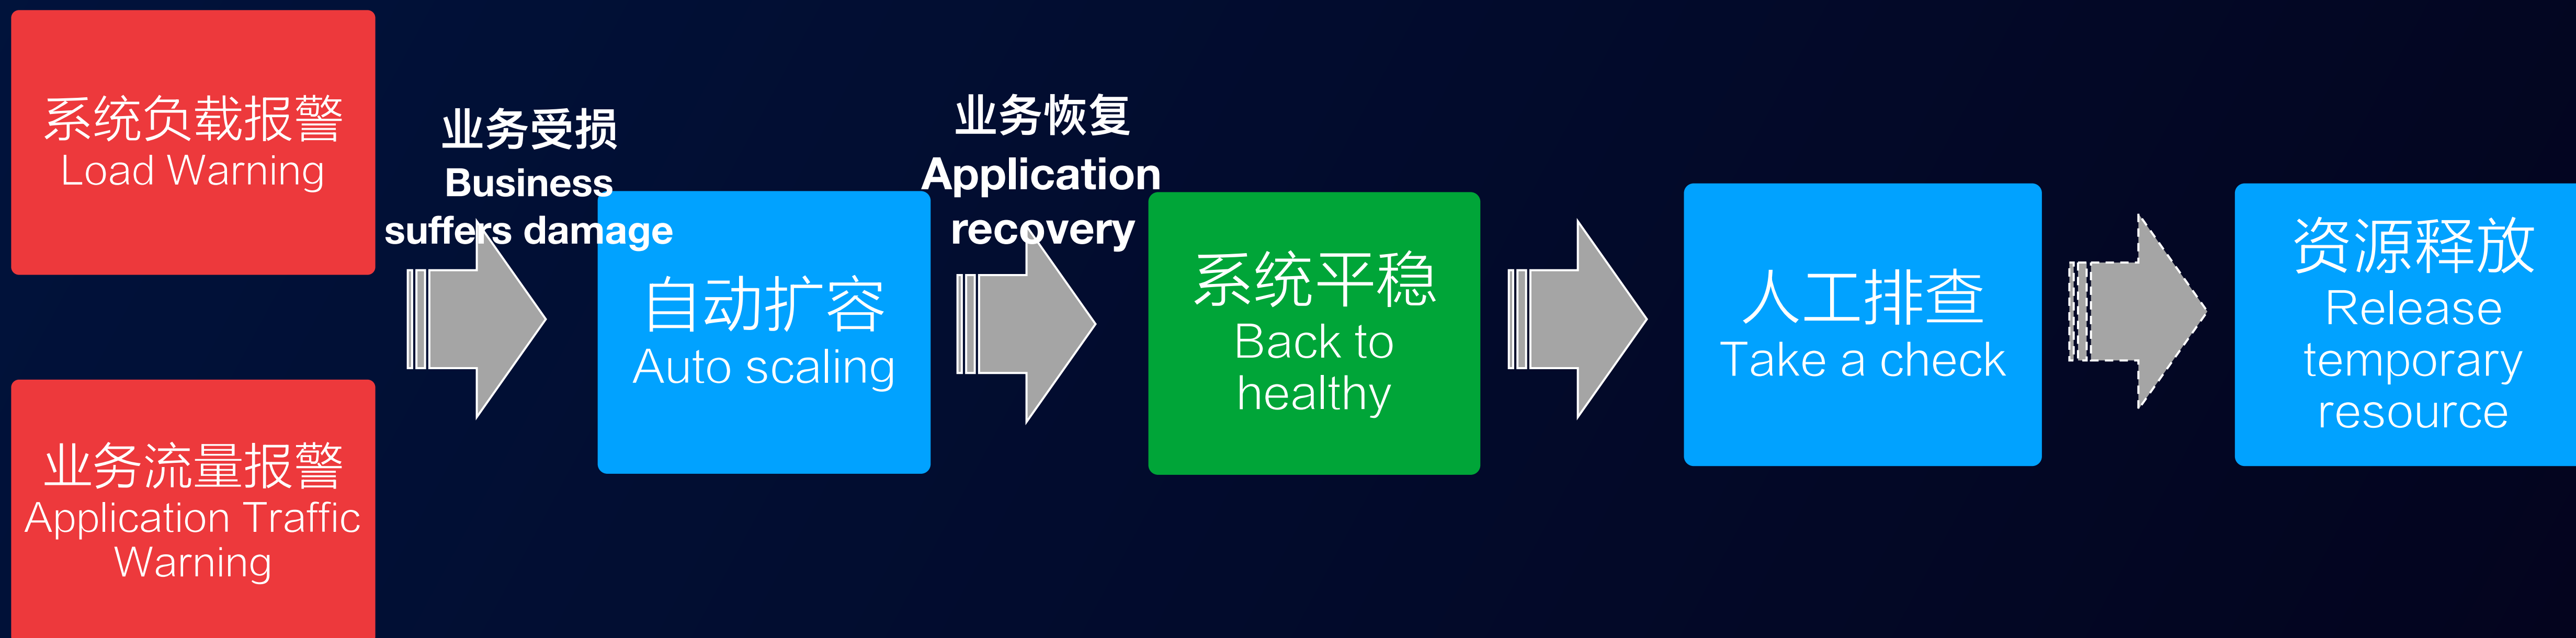 系统负载报警
Load Warning
业务流量报警
Application Traffic
Warning
业务受损
Business
suffers damage
自动扩容
Auto scaling
业务恢复
Application
recovery
系统平稳
Back to
healthy
人工排查
Take a check
资源释放
Release
temporary
resource